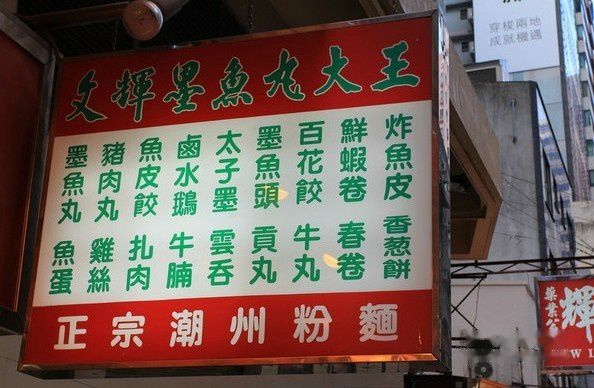 文輝墨魚丸大王
墨魚丸
豬肉丸
魚皮餃
鹵水鵝
太子墨
墨魚頭
百花餃
鮮蝦卷
炸魚皮
魚蛋
雞絲
扎肉
牛腩
雲吞
貢丸
牛丸
春卷
香葱餅
正宗潮州粉麵
穿梭兩地
成就機遇
輝